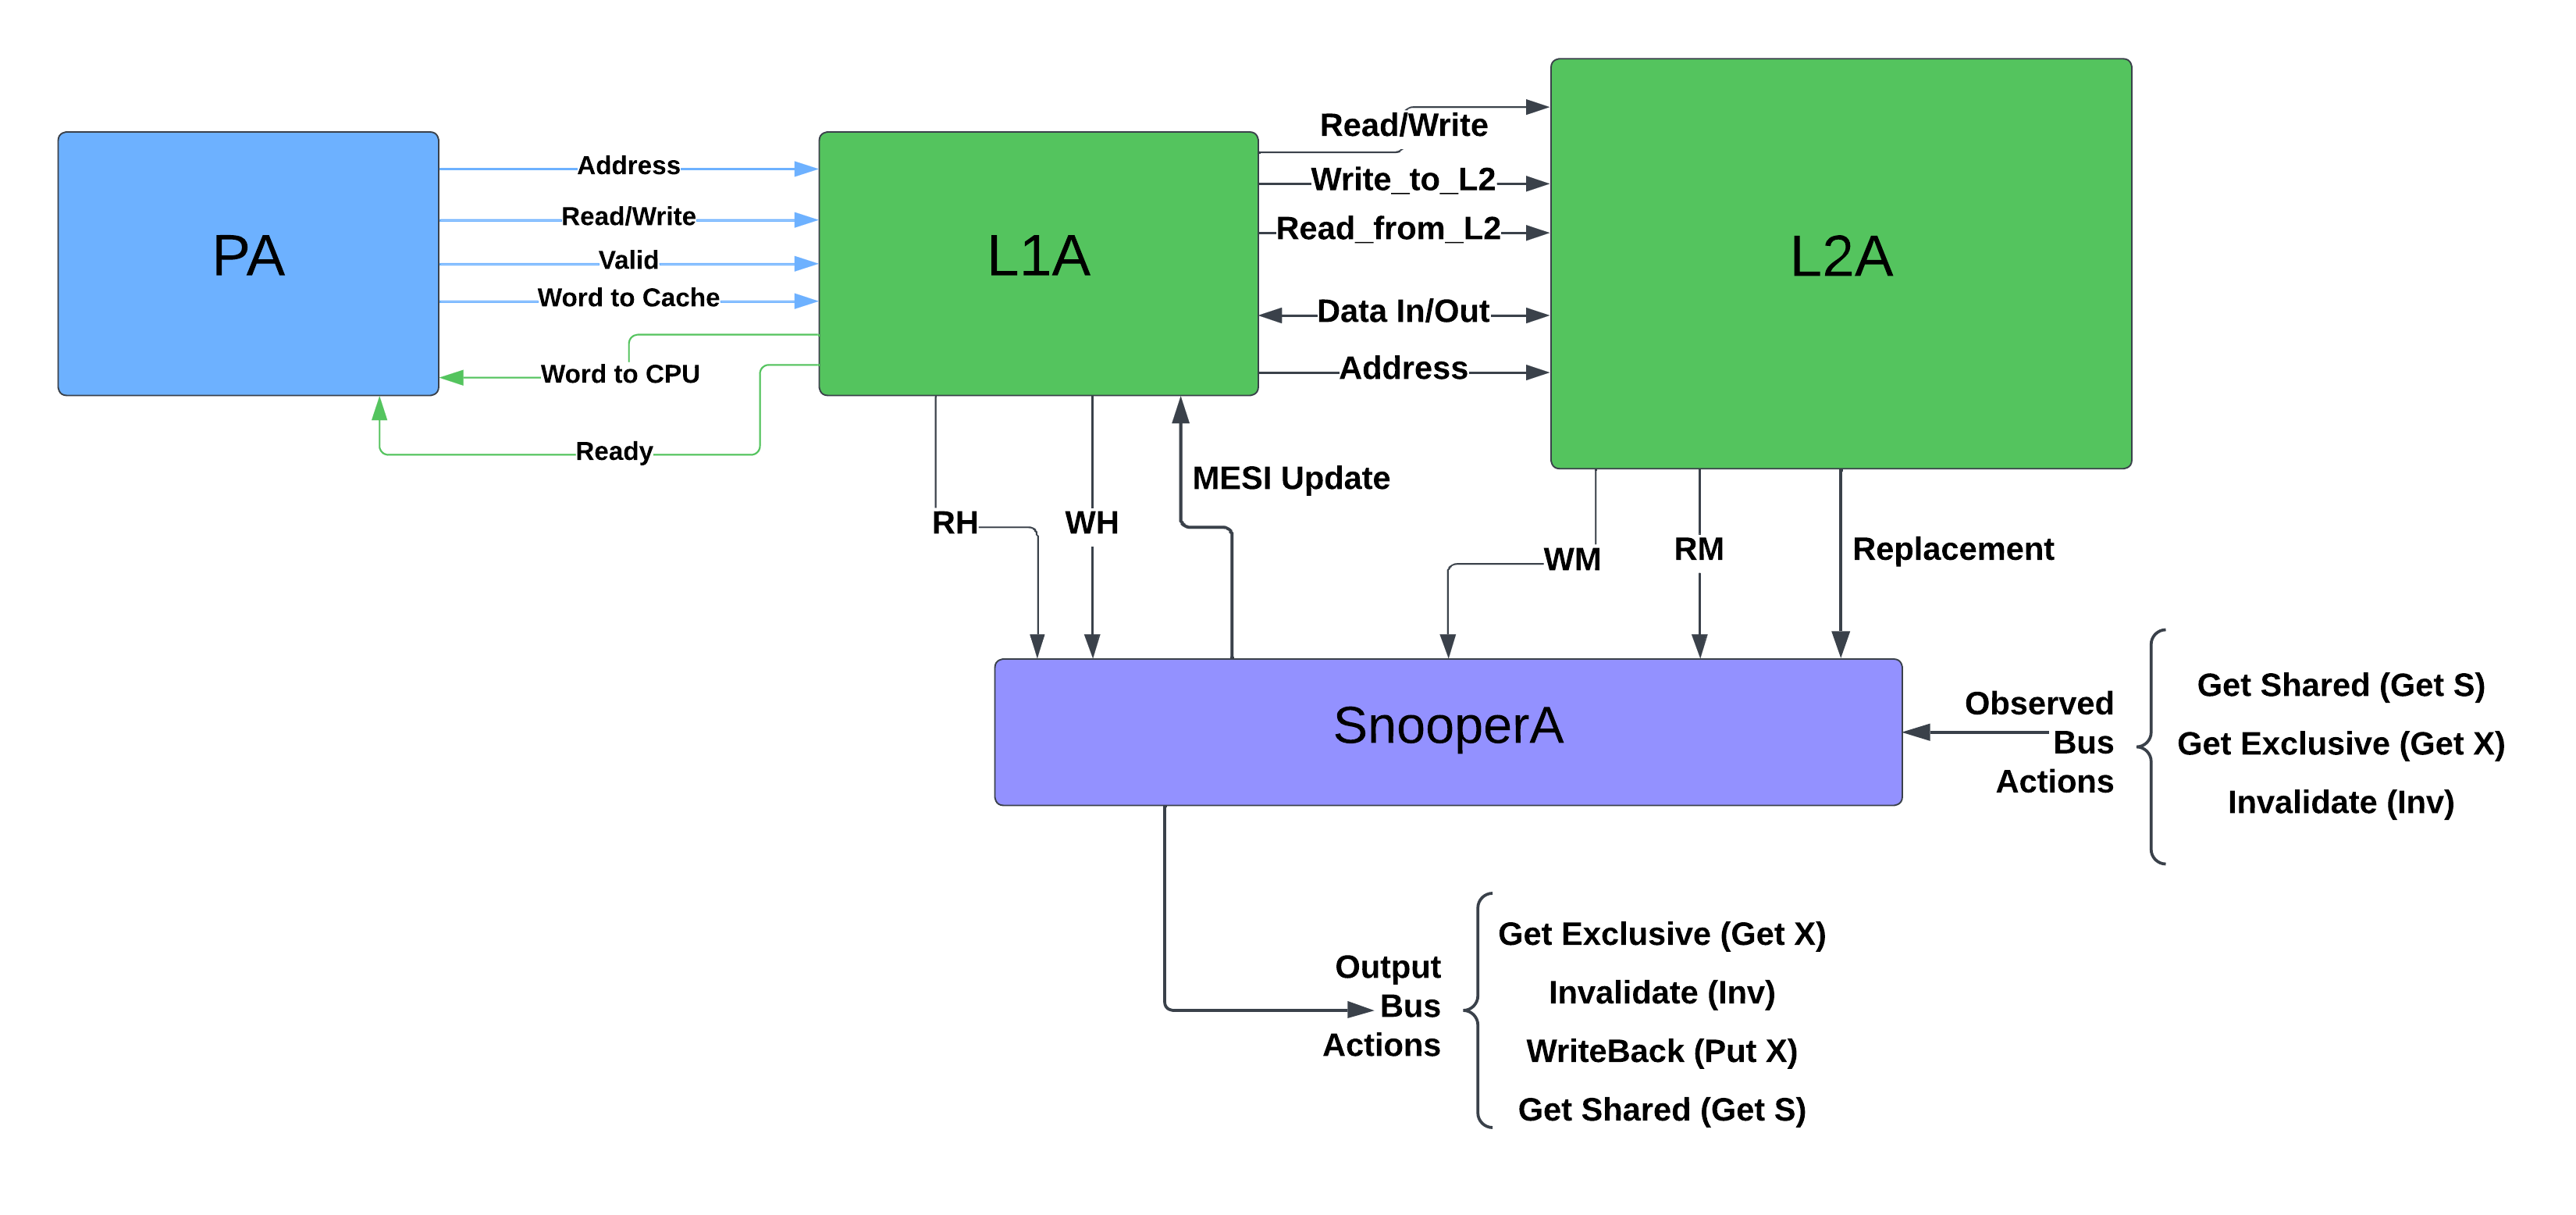 PA
Address
Read/Write
Valid
Word to Cache
Word to CPU
Ready
L1A
Read/Write
Write_to_L2
Read_from_L2
Data In/Out
Address
L2A
RH
WH
MESI Update
WM
RM
Replacement
SnooperA
Observed
Bus
Actions
Get Shared (Get S)
Get Exclusive (Get X)
Invalidate (Inv)
Output
Bus
Actions
Get Exclusive (Get X)
Invalidate (Inv)
WriteBack (Put X)
Get Shared (Get S)